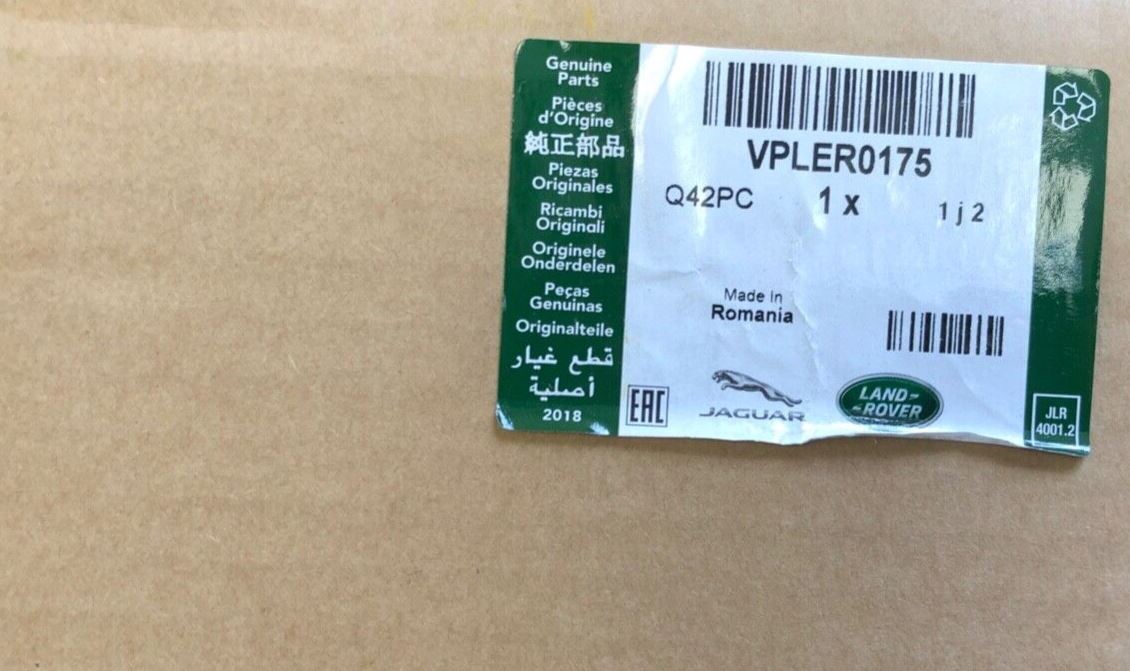 Genuine
Parts
Pièces
d'Origine
純正部品
Piezas
Originales
Ricambi
Originali
Originele
Onderdelen
Peças
Genuínas
Originalteile
قطع غيار
أصلية
2018
VPLER0175
Q42PC 1 x 1 j 2
Made In
Romania
EAC
JAGUAR
LAND-
-ROVER
JLR
4001.2